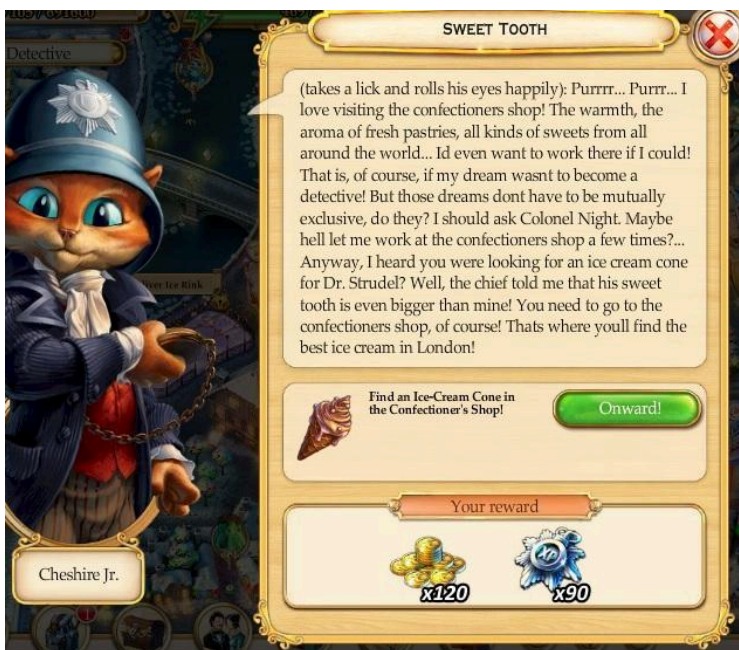 SWEET TOOTH
Detective
(takes a lick and rolls his eyes happily): Purrrr... Purrr... I
love visiting the confectioners shop! The warmth, the
aroma of fresh pastries, all kinds of sweets from all
around the world... Id even want to work there if I could!
That is, of course, if my dream wasnt to become a
detective! But those dreams dont have to be mutually
exclusive, do they? I should ask Colonel Night. Maybe
hell let me work at the confectioners shop a few times?...
Anyway, I heard you were looking for an ice cream cone
for Dr. Strudel? Well, the chief told me that his sweet
tooth is even bigger than mine! You need to go to the
confectioners shop, of course! Thats where youll find the
best ice cream in London!
Ice Rink
Find an Ice-Cream Cone in
the Confectioner's Shop!
Onward!
Your reward
XP
x120
x90
Cheshire Jr.